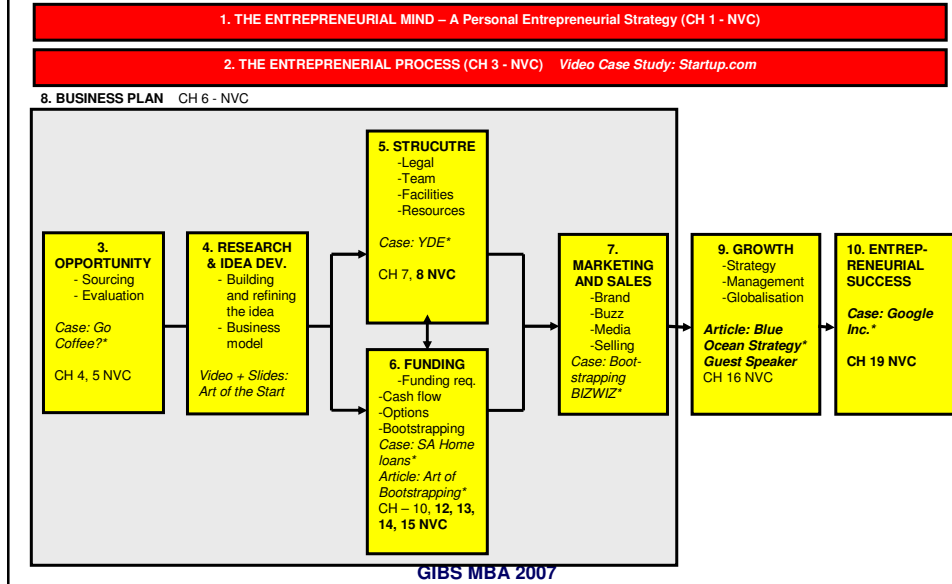 1. THE ENTREPRENEURIAL MIND – A Personal Entrepreneurial Strategy (CH 1 - NVC)
2. THE ENTREPRENERIAL PROCESS (CH 3 - NVC) Video Case Study: Startup.com
8. BUSINESS PLAN CH 6 - NVC
3.
OPPORTUNITY
- Sourcing
- Evaluation
Case: Go
Coffee?*
CH 4, 5 NVC
4. RESEARCH
& IDEA DEV.
- Building
and refining
the idea
- Business
model
Video + Slides:
Art of the Start
5. STRUCUTRE
-Legal
-Team
-Facilities
-Resources
Case: YDE*
CH 7, 8 NVC
6. FUNDING
-Funding req.
-Cash flow
-Options
-Bootstrapping
Case: SA Home
loans*
Article: Art of
Bootstrapping*
CH – 10, 12, 13,
14, 15 NVC
7.
MARKETING
AND SALES
-Brand
-Buzz
-Media
-Selling
Case: Boot-
strapping
BIZWIZ*
9. GROWTH
-Strategy
-Management
-Globalisation
Article: Blue
Ocean Strategy*
Guest Speaker
CH 16 NVC
10. ENTREP-
RENEURIAL
SUCCESS
Case: Google
Inc.*
CH 19 NVC
GIBS MBA 2007